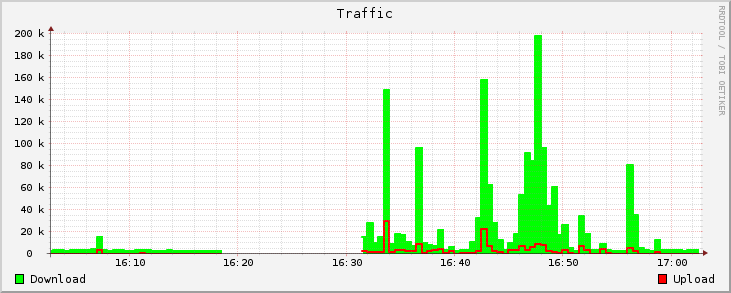 Traffic
RRDTOOL / TOBI OETIKER
200 k
180 k
160 k
140 k
120 k
100 k
80 k
60 k
40 k
20 k
0
16:10 16:20 16:30 16:40 16:50 17:00
Download Upload